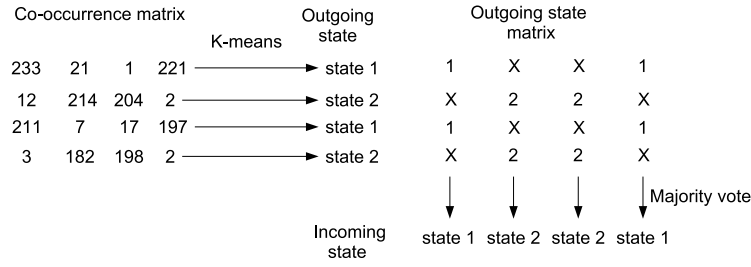 Co-occurrence matrix
K-means
Outgoing
state
Outgoing state
matrix
233 21 1 221 state 1 1 X X 1
12 214 204 2 state 2 X 2 2 X
211 7 17 197 state 1 1 X X 1
3 182 198 2 state 2 X 2 2 X
Majority vote
Incoming
state
state 1 state 2 state 2 state 1